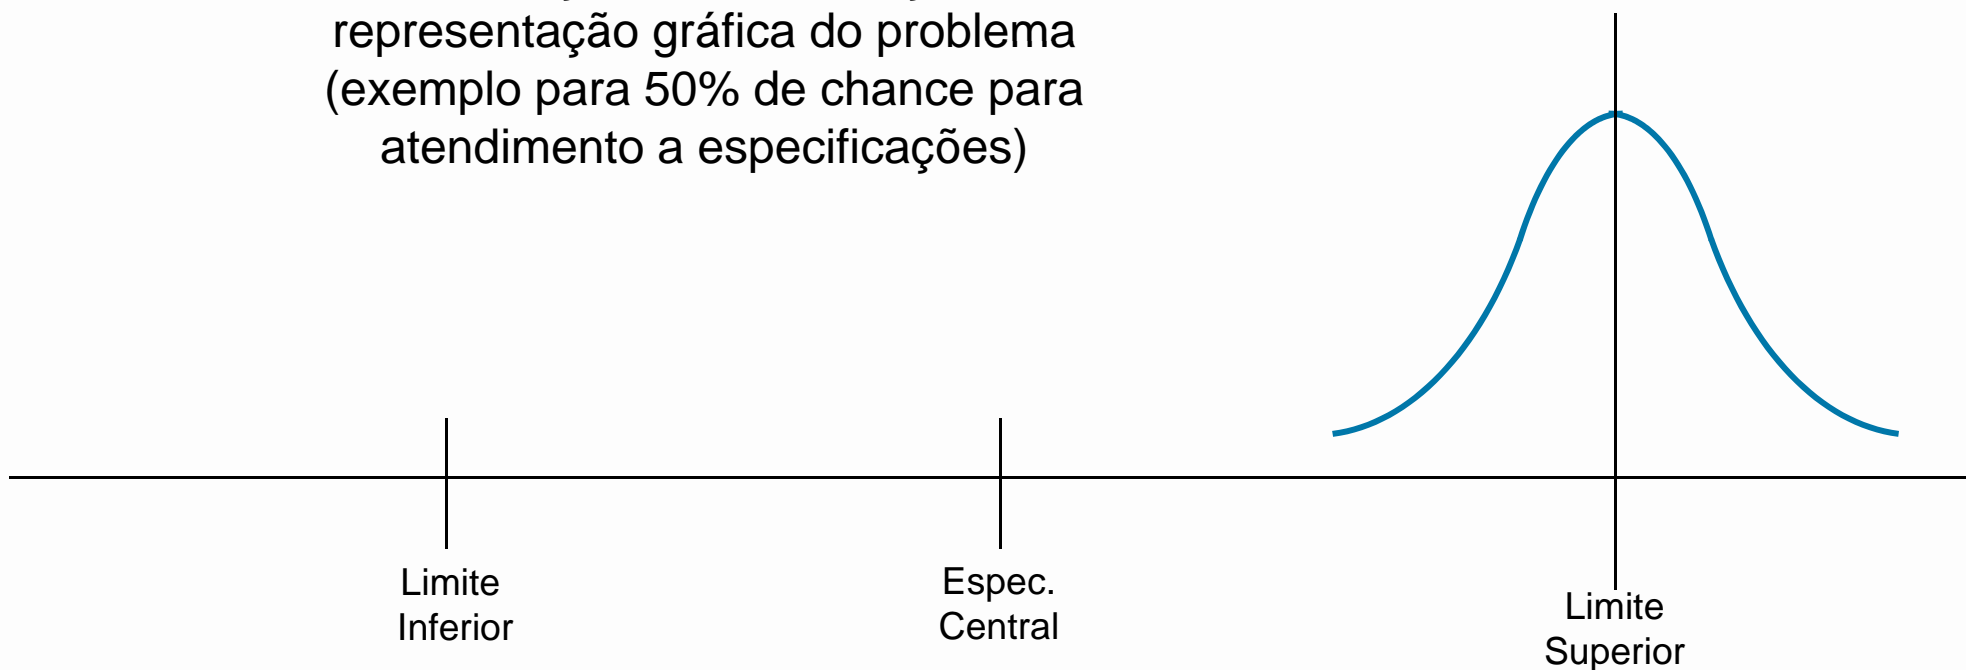 representação gráfica do problema
(exemplo para 50% de chance para
atendimento a especificações)
Limite
Inferior
Espec.
Central
Limite
Superior